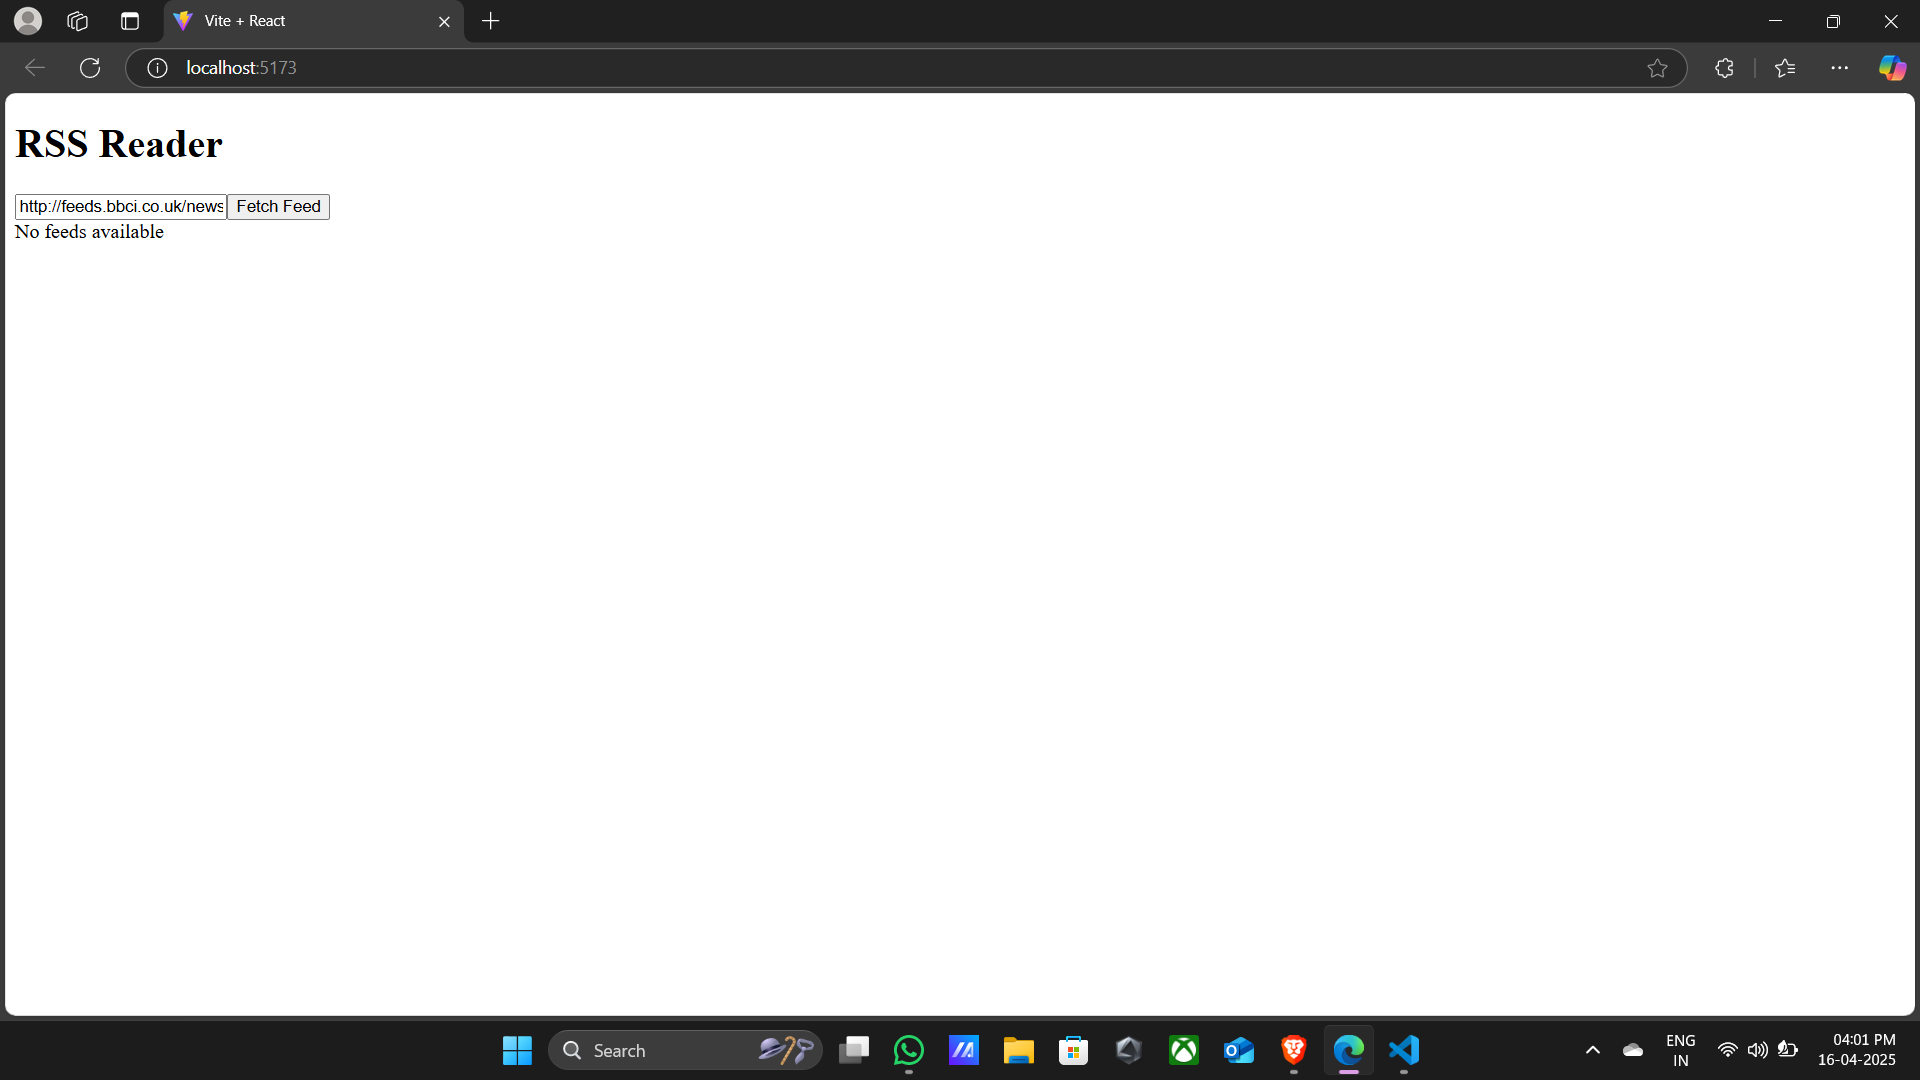 Vite + React
localhost:5173
RSS Reader
http://feeds.bbci.co.uk/news
Fetch Feed
No feeds available
Search
ENG
IN
04:01 PM
16-04-2025